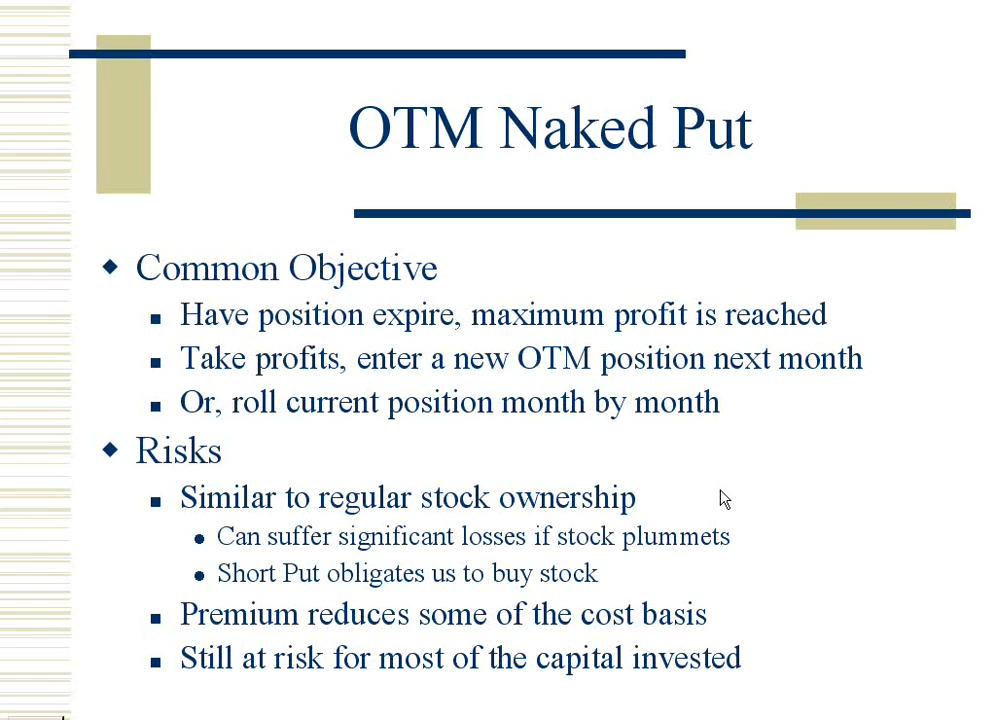 OTM Naked Put
Common Objective
Have position expire, maximum profit is reached
Take profits, enter a new OTM position next month
Or, roll current position month by month
Risks
Similar to regular stock ownership
Can suffer significant losses if stock plummets
Short Put obligates us to buy stock
Premium reduces some of the cost basis
Still at risk for most of the capital invested